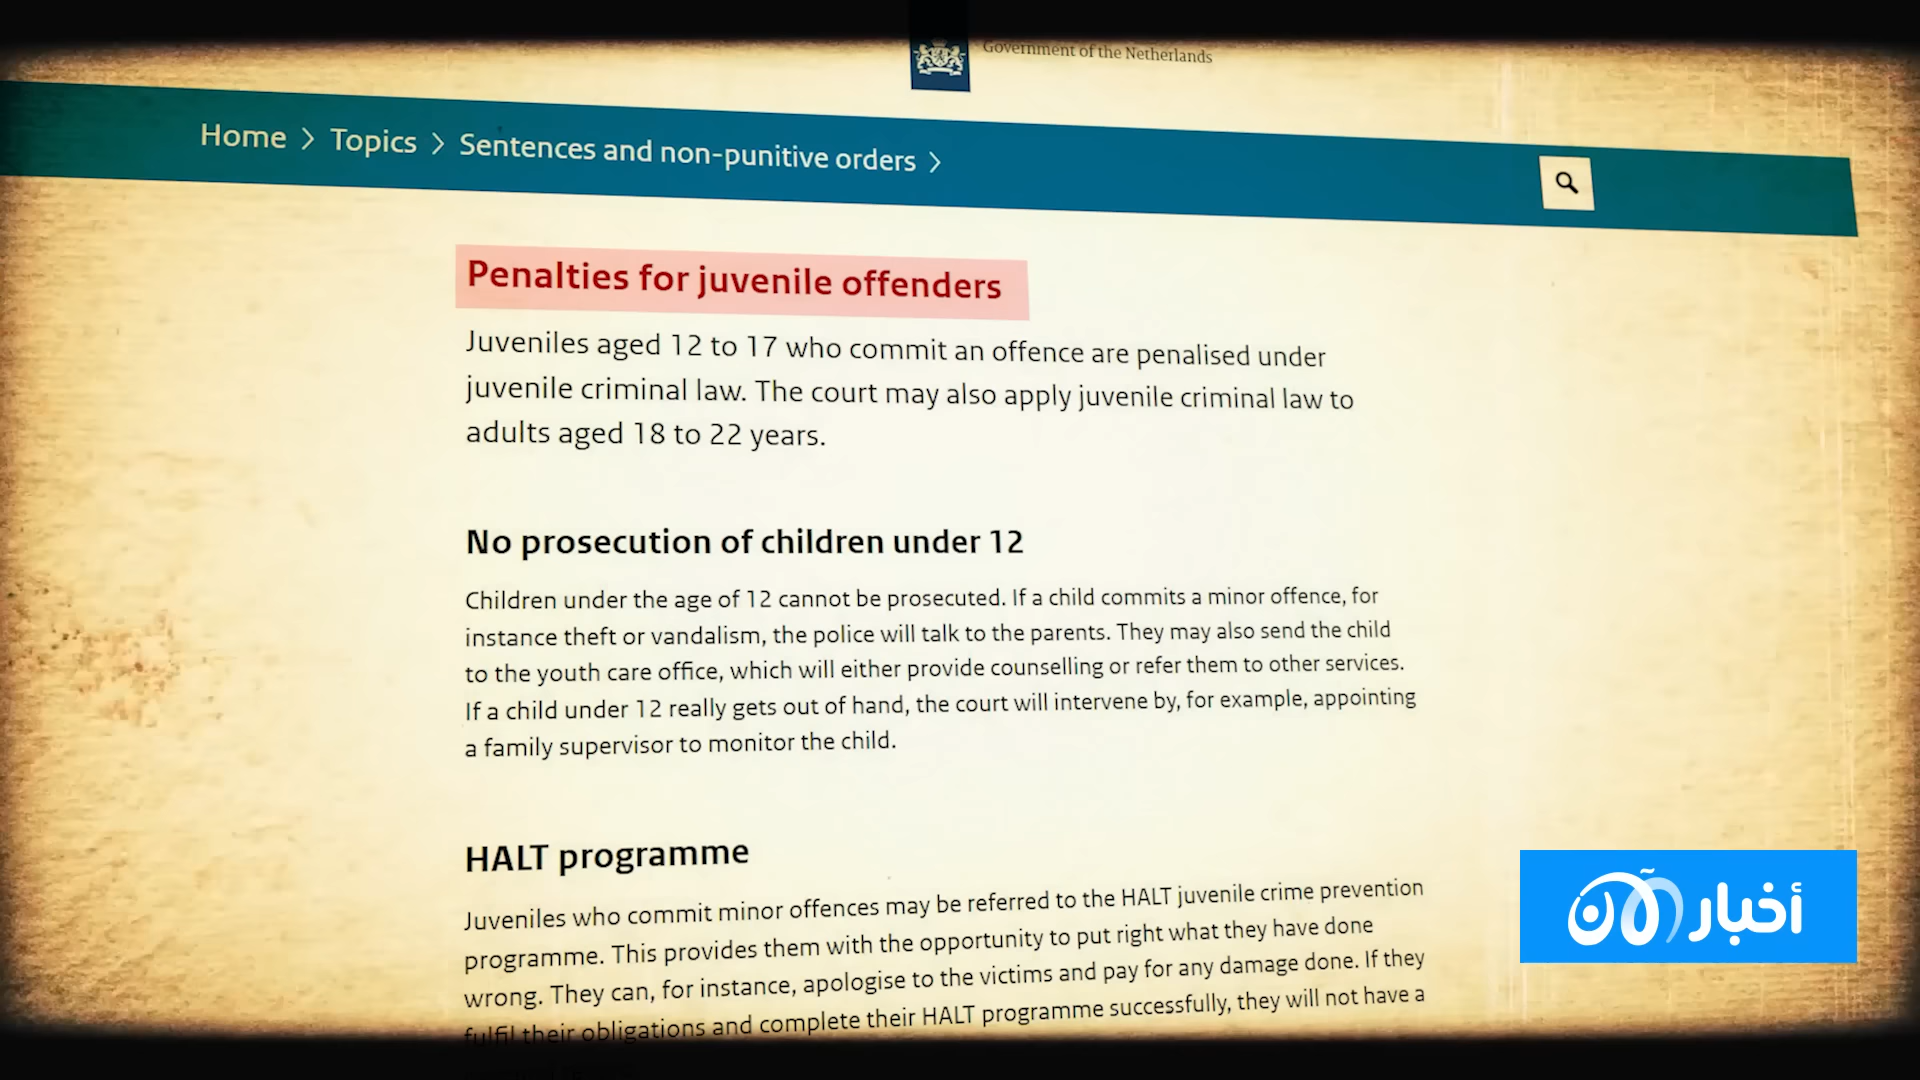 Government of the Netherlands
Home > Topics > Sentences and non-punitive orders >
Penalties for juvenile offenders
Juveniles aged 12 to 17 who commit an offence are penalised under
juvenile criminal law. The court may also apply juvenile criminal law to
adults aged 18 to 22 years.
No prosecution of children under 12
Children under the age of 12 cannot be prosecuted. If a child commits a minor offence, for
instance theft or vandalism, the police will talk to the parents. They may also send the child
to the youth care office, which will either provide counselling or refer them to other services.
If a child under 12 really gets out of hand, the court will intervene by, for example, appointing
a family supervisor to monitor the child.
HALT programme
Juveniles who commit minor offences may be referred to the HALT juvenile crime prevention
programme. This provides them with the opportunity to put right what they have done
wrong. They can, for instance, apologise to the victims and pay for any damage done. If they
fulfil their obligations and complete their HALT programme successfully, they will not have a
أخبار الآن